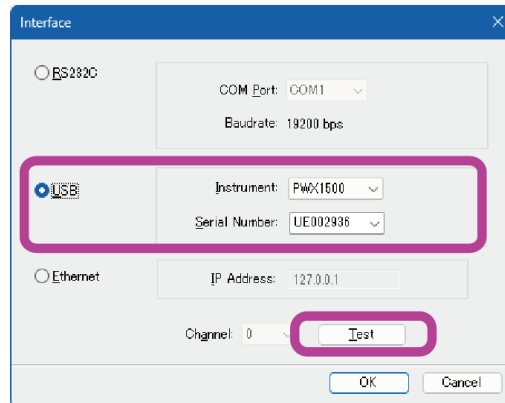 Interface
RS232C
COM Port: COM1
Baudrate: 19200 bps
USB
Instrument: PWX1500
Serial Number: UE002936
Ethernet
IP Address: 127.0.0.1
Channel: 0
Test
OK Cancel